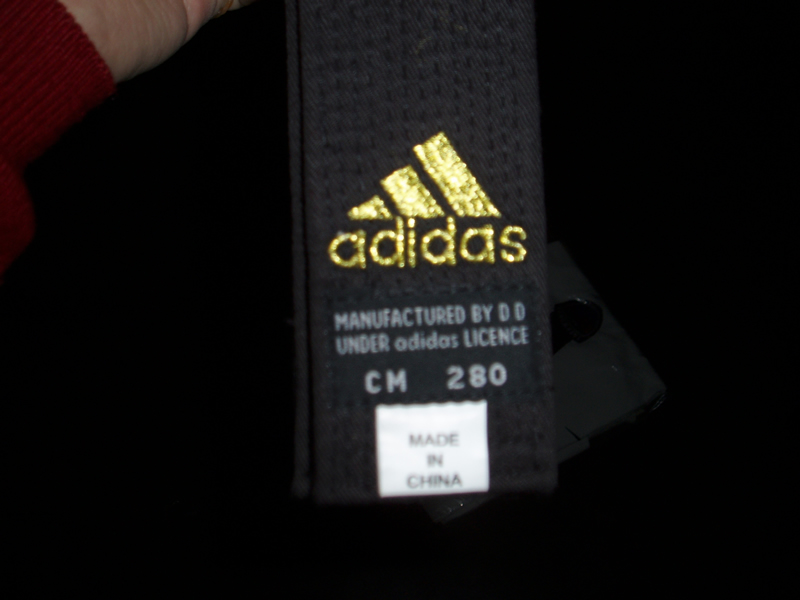 adidas
MANUFACTURED BY D D
UNDER adidas LICENCE
CM 280
MADE
IN
CHINA